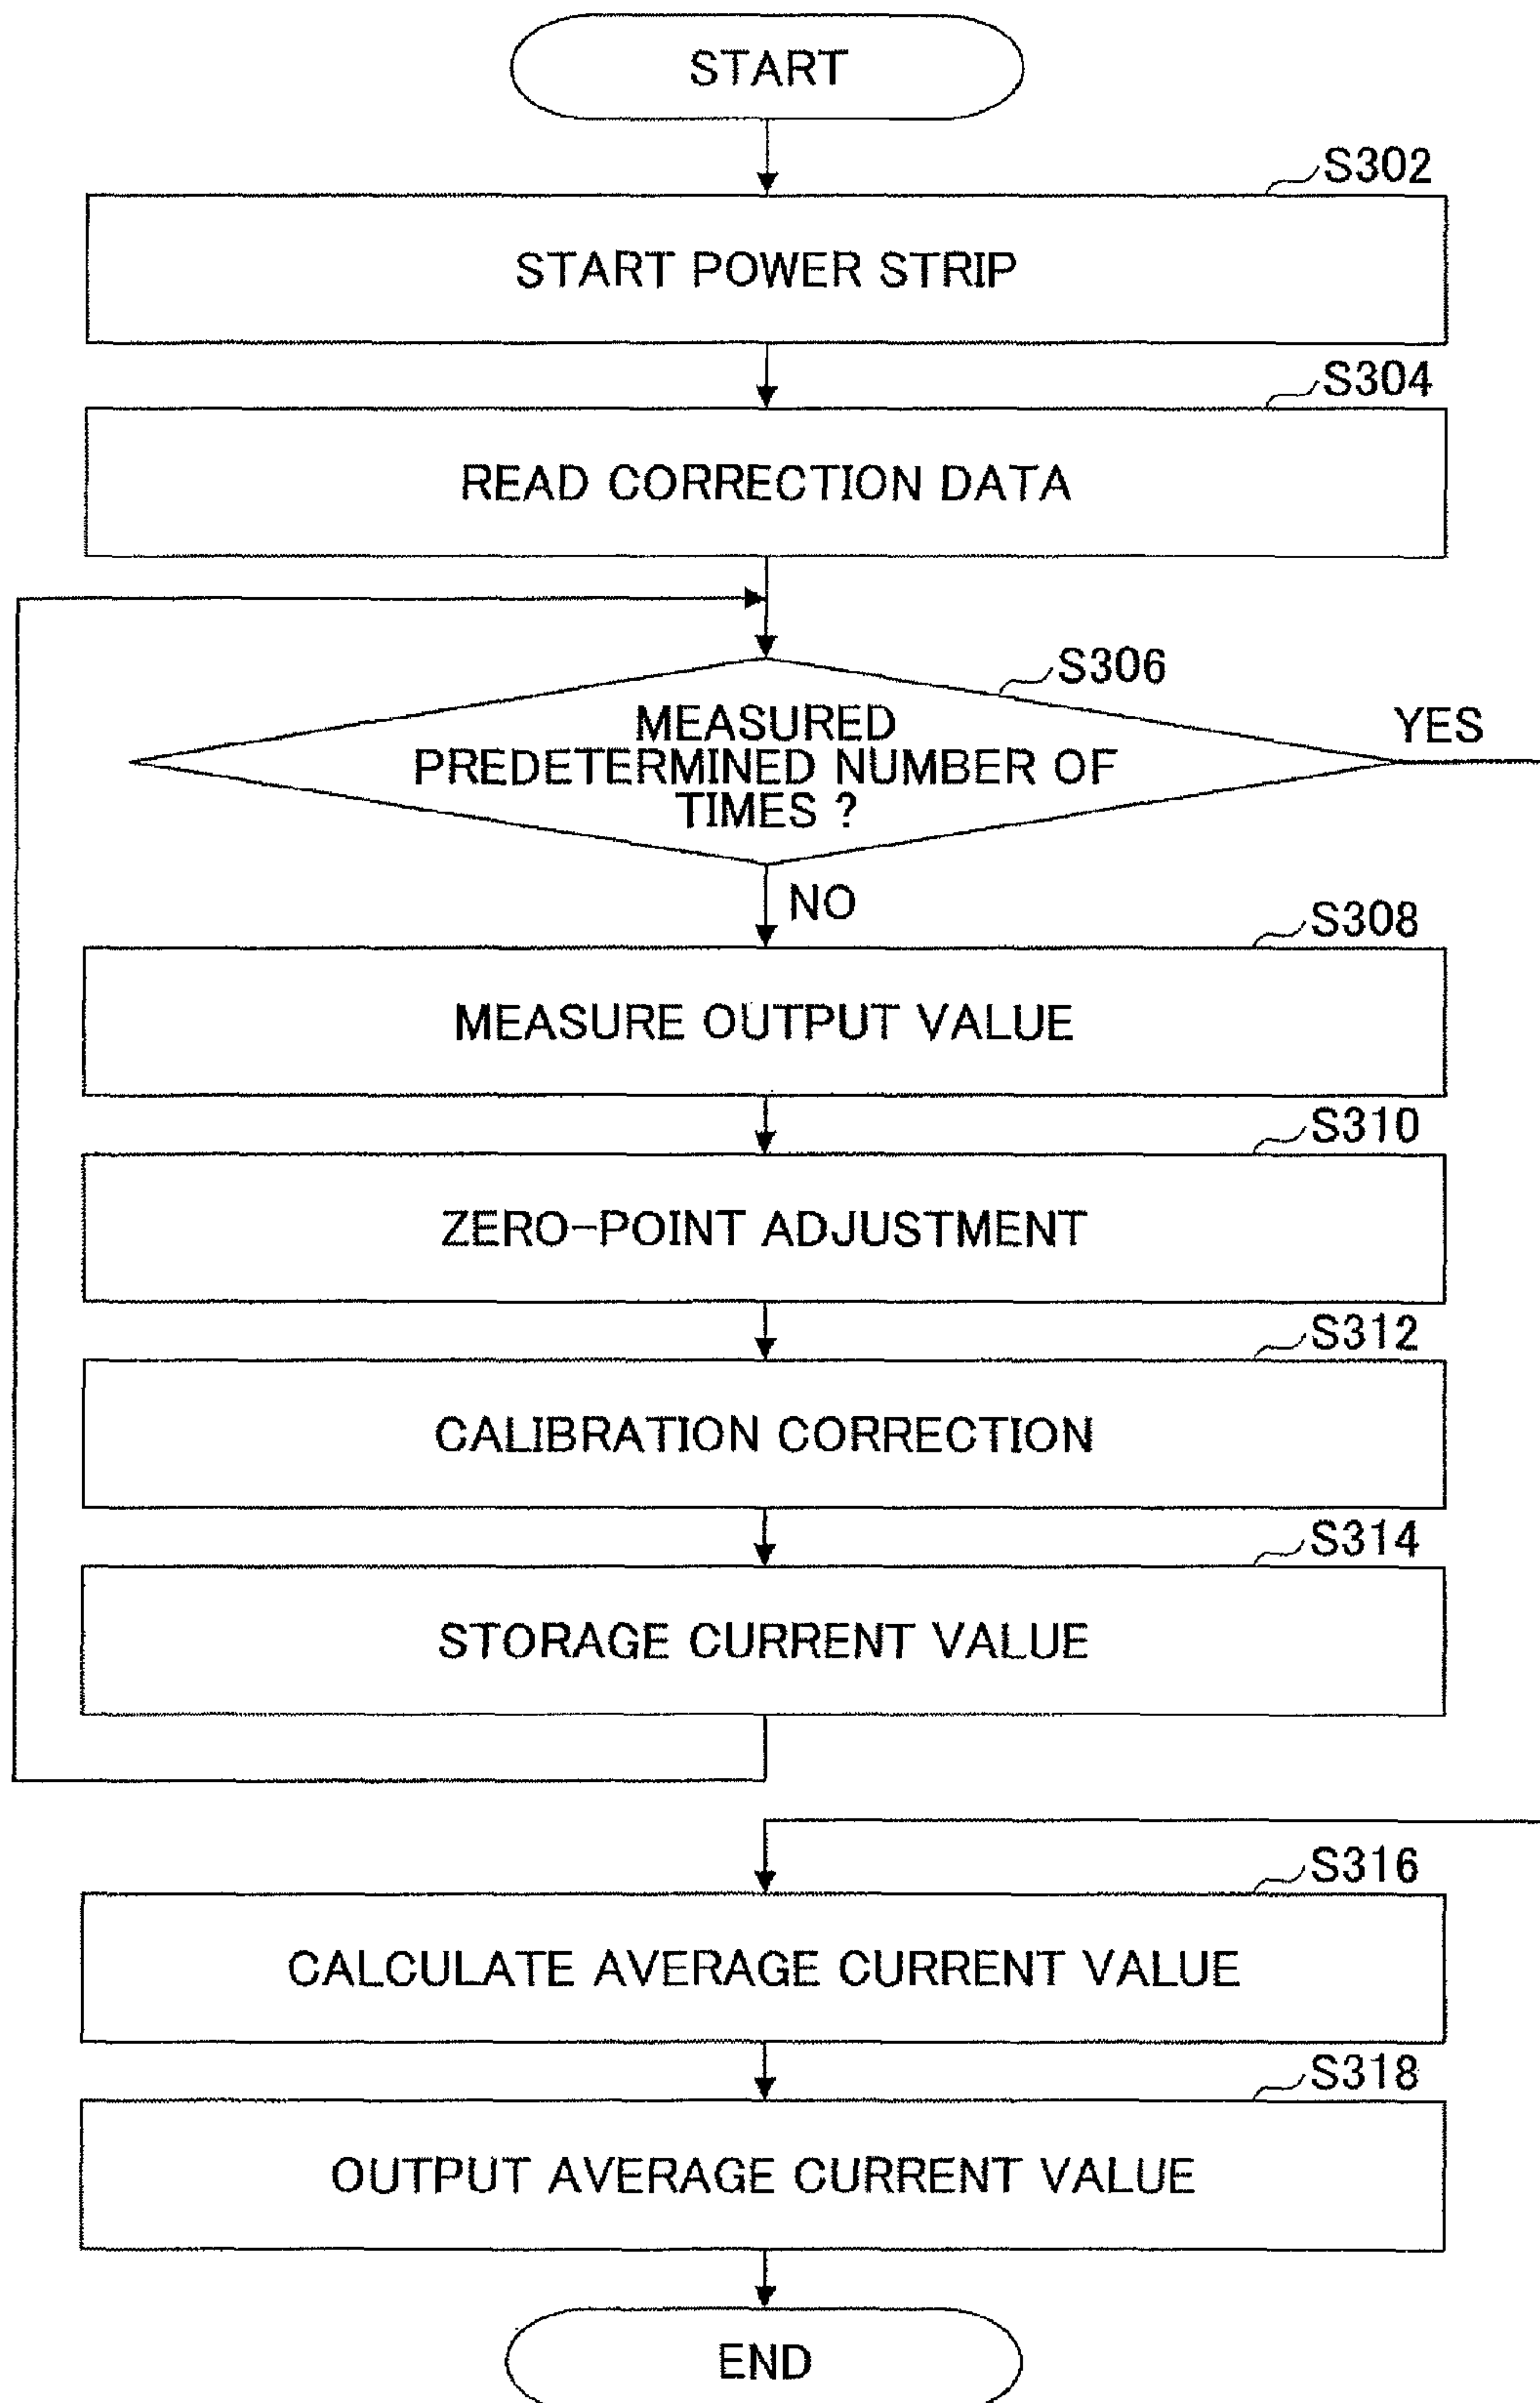 START
S302
START POWER STRIP
S304
READ CORRECTION DATA
S306
MEASURED
PREDETERMINED NUMBER OF
TIMES ?
YES
NO
S308
MEASURE OUTPUT VALUE
S310
ZERO-POINT ADJUSTMENT
S312
CALIBRATION CORRECTION
S314
STORAGE CURRENT VALUE
S316
CALCULATE AVERAGE CURRENT VALUE
S318
OUTPUT AVERAGE CURRENT VALUE
END